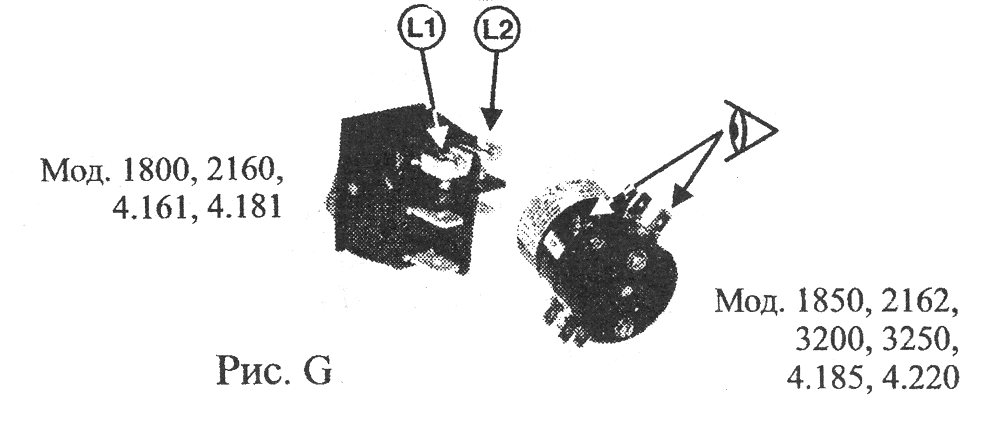 L1 L2
Мод. 1800, 2160,
4.161, 4.181
Мод. 1850, 2162,
3200, 3250,
4.185, 4.220
Рис. G